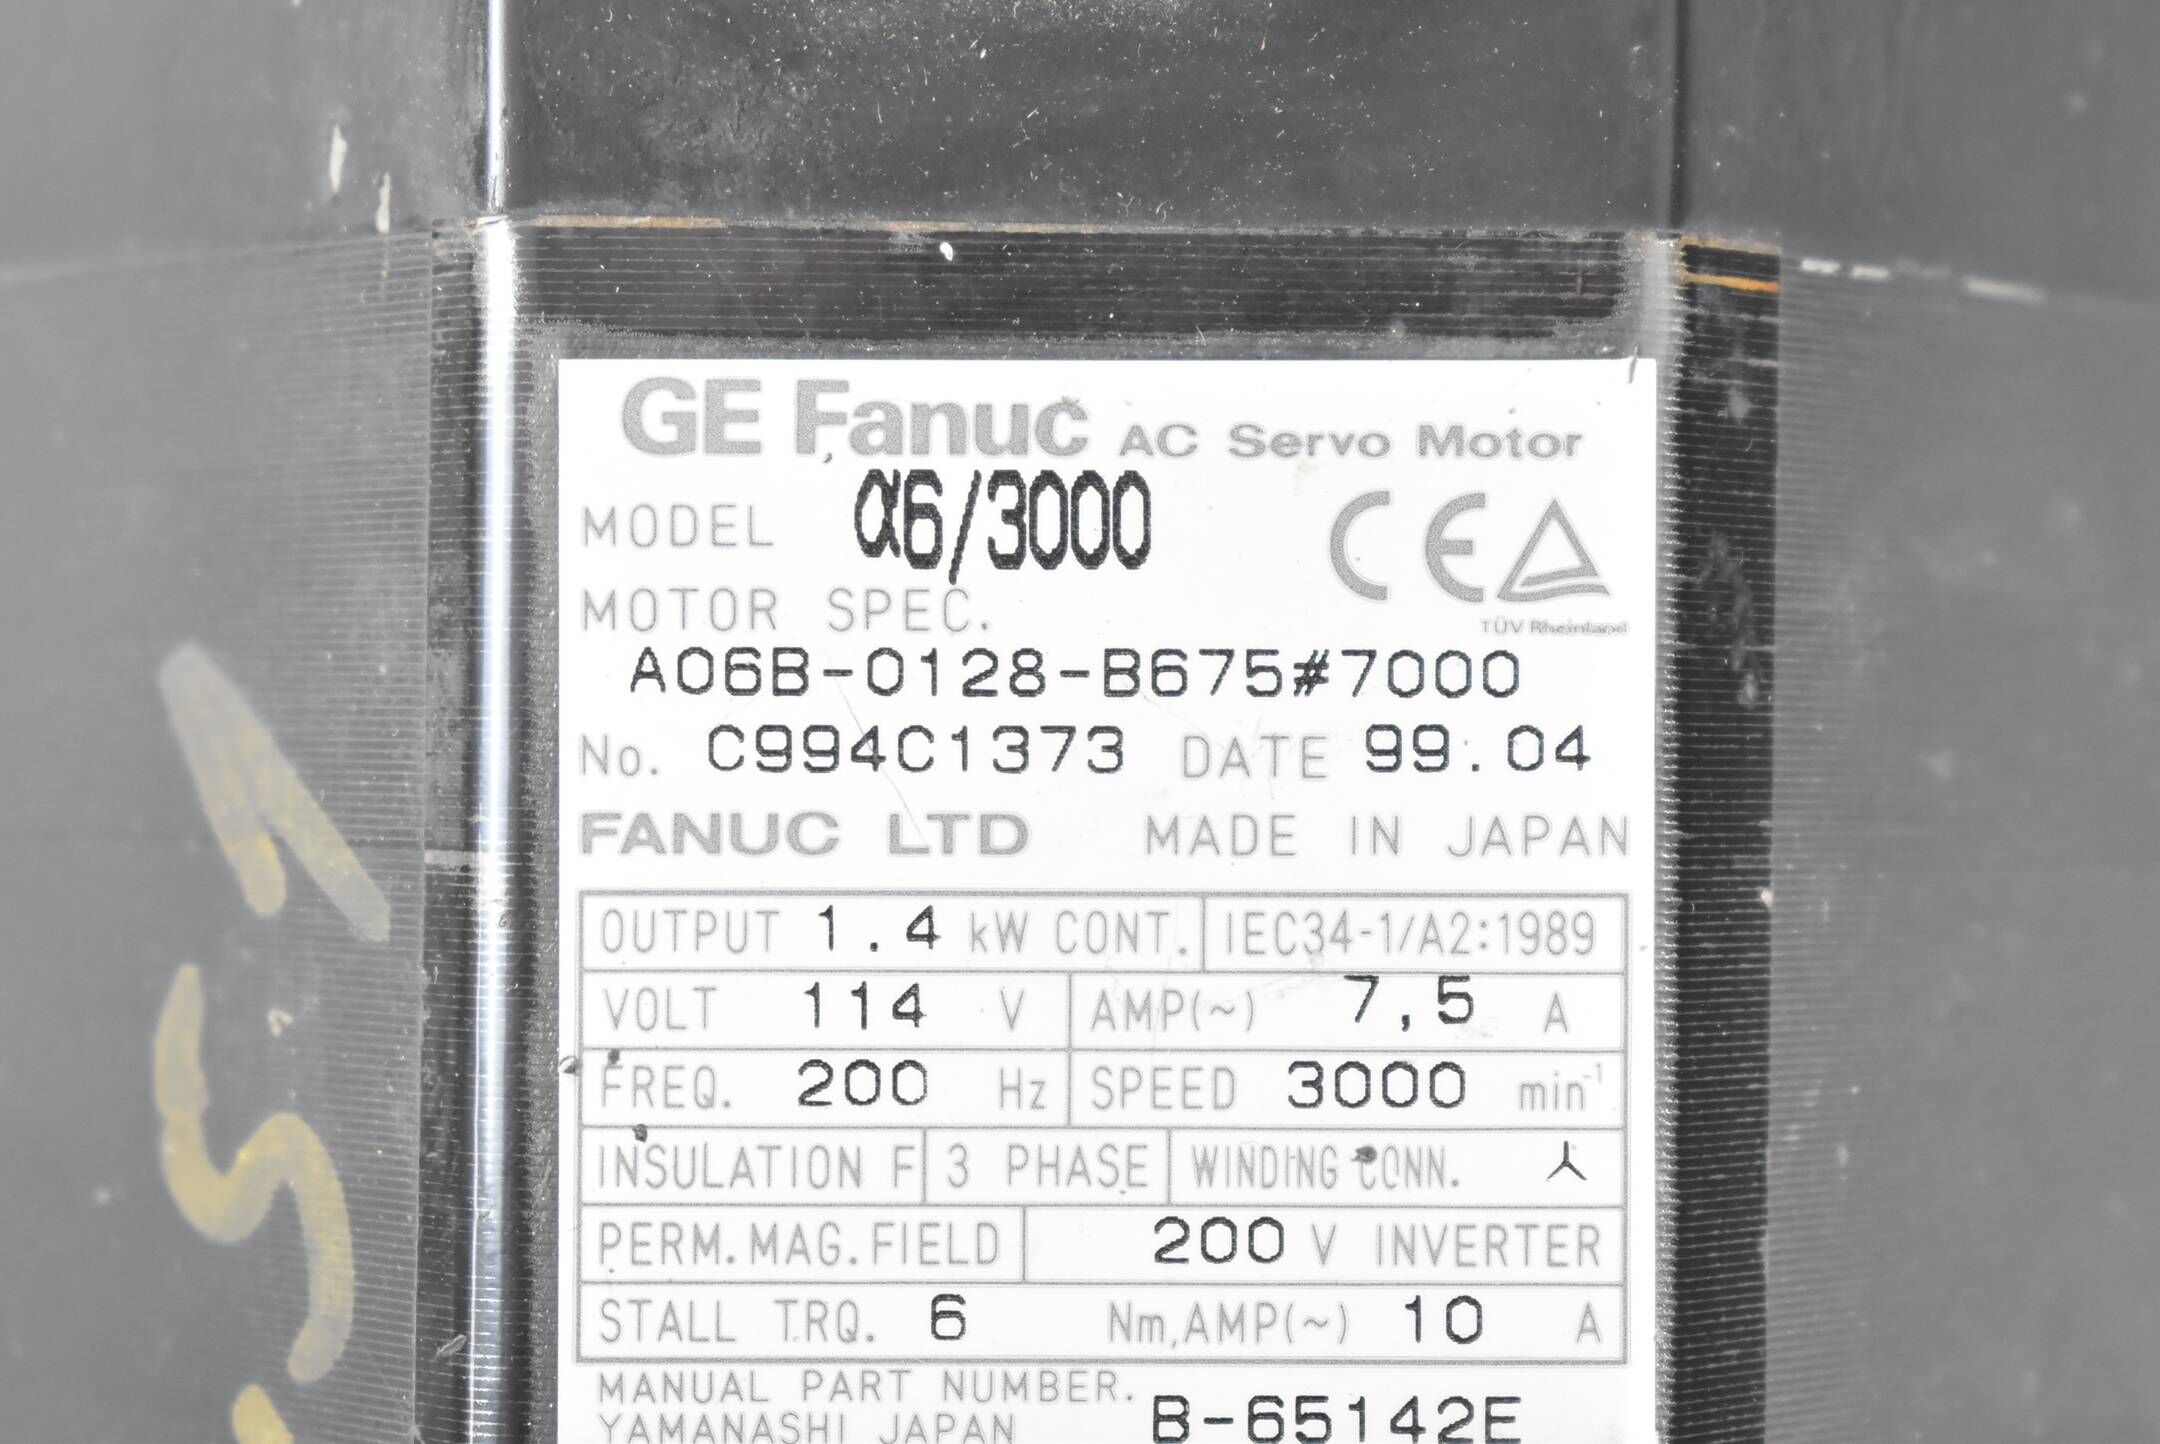 GE Fanuc AC Servo Motor
MODEL α6/3000
CE
TÜV Rheinland
MOTOR SPEC.
A06B-0128-B675#7000
No. C994C1373 DATE 99.04
FANUC LTD MADE IN JAPAN
OUTPUT 1.4 kW CONT. IEC34-1/A2:1989
VOLT 114 V AMP(~) 7,5 A
FREQ. 200 Hz SPEED 3000 min-1
INSULATION F 3 PHASE WINDING CONN.
PERM.MAG.FIELD 200 V INVERTER
STALL TRQ. 6 Nm,AMP(~) 10 A
MANUAL PART NUMBER.
YAMANASHI JAPAN B-65142E